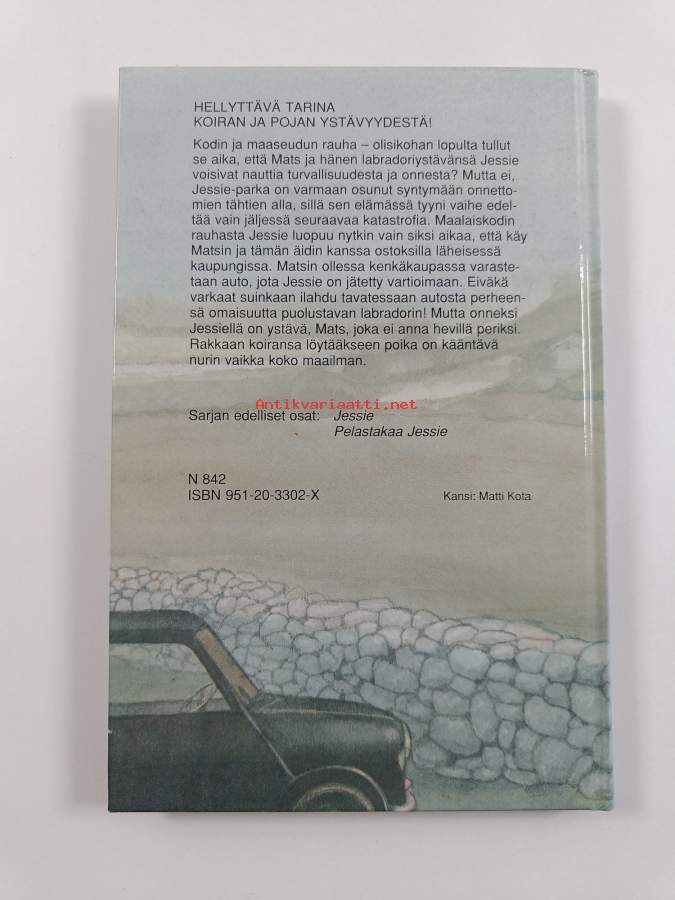 HELLYTTÄVÄ TARINA
KOIRAN JA POJAN YSTÄVYYDESTÄ!
Kodin ja maaseudun rauha – olisikohan lopulta tullut
se aika, että Mats ja hänen labradoriystävänsä Jessie
voisivat nauttia turvallisuudesta ja onnesta? Mutta ei,
Jessie-parka on varmaan osunut syntymään onnetto-
mien tähtien alla, sillä sen elämässä tyyni vaihe edel-
tää vain jäljessä seuraavaa katastrofia. Maalaiskodin
rauhasta Jessie luopuu nytkin vain siksi aikaa, että käy
Matsin ja tämän äidin kanssa ostoksilla läheisessä
kaupungissa. Matsin ollessa kenkäkaupassa varaste-
taan auto, jota Jessie on jätetty vartioimaan. Eiväkä
varkaat suinkaan ilahdu tavatessaan autosta perheen-
sä omaisuutta puolustavan labradorin! Mutta onneksi
Jessiellä on ystävä, Mats, joka ei anna hevillä periksi.
Rakkaan koiransa löytääkseen poika on kääntävä
nurin vaikka koko maailman.
Antikvariaatti.net
Sarjan edelliset osat: Jessie
Pelastakaa Jessie
N 842
ISBN 951-20-3302-X
Kansi: Matti Kota